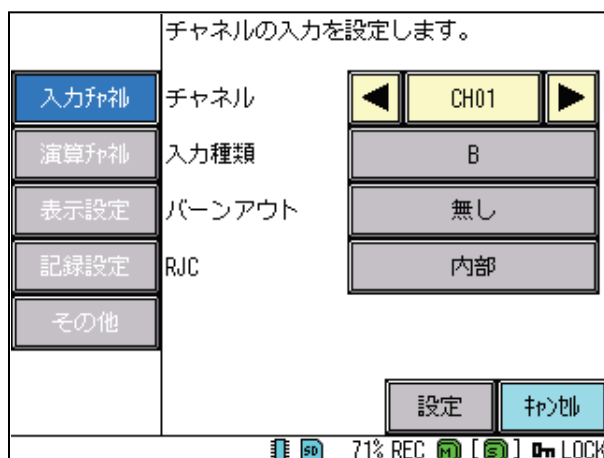 チャネルの入力を設定します。
入力ﾁｬﾈﾙ
チャネル
CH01
演算ﾁｬﾈﾙ
入力種類
B
表示設定
バーンアウト
無し
記録設定
RJC
内部
その他
設定
ｷｬﾝｾﾙ
SD 71% REC M [S] LOCK